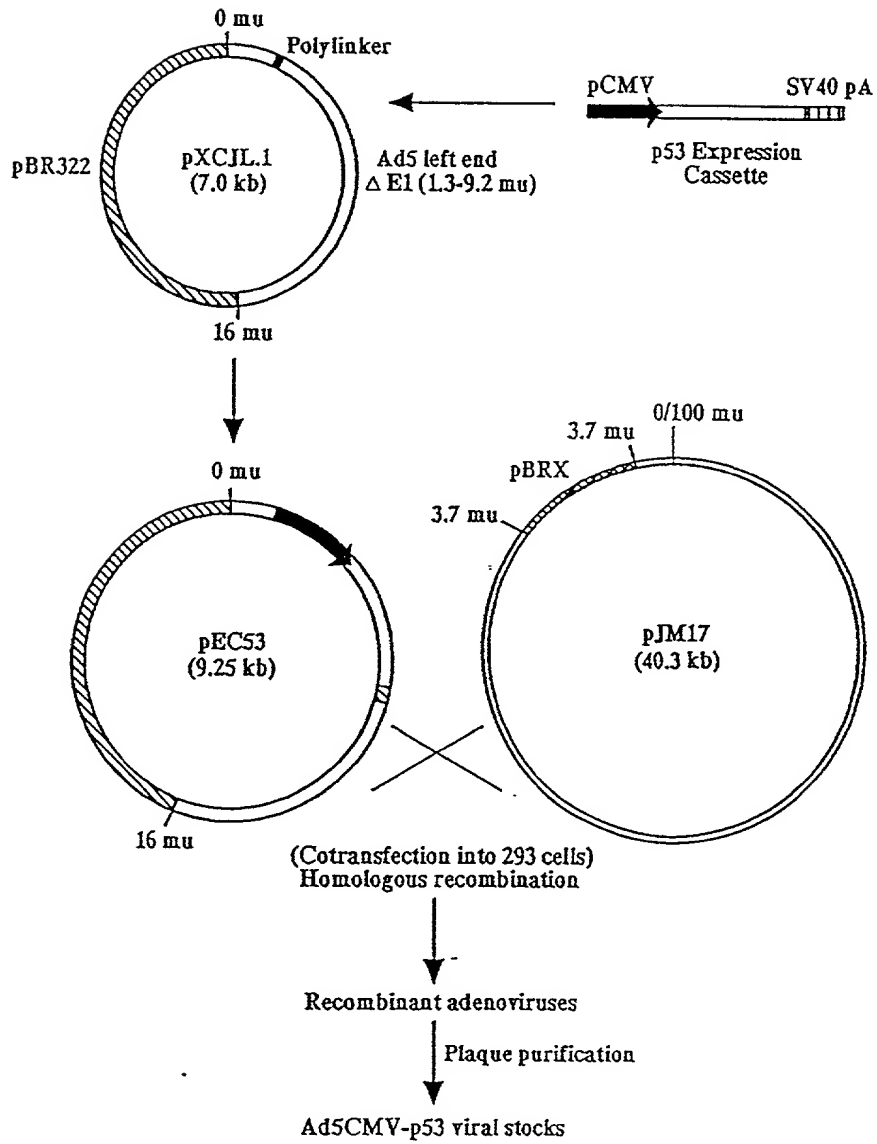 0 mu
Polylinker
pCMV
SV40 pA
pBR322
pXCJL.1
(7.0 kb)
Ad5 left end
Δ E1 (1.3-9.2 mu)
p53 Expression
Cassette
16 mu
0 mu
0/100 mu
3.7 mu
pBRX
3.7 mu
pEC53
(9.25 kb)
pJM17
(40.3 kb)
16 mu
(Cotransfection into 293 cells)
Homologous recombination
Recombinant adenoviruses
Plaque purification
Ad5CMV-p53 viral stocks